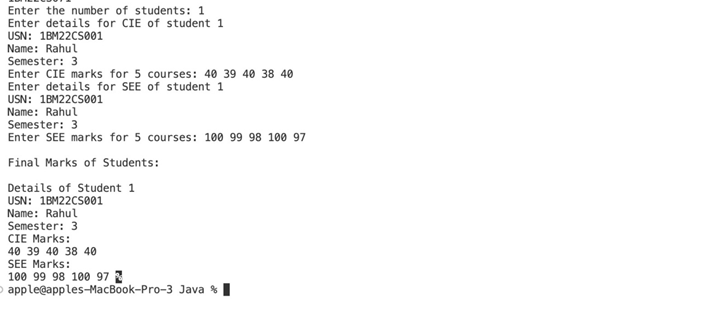 Enter the number of students: 1
Enter details for CIE of student 1
USN: 1BM22CS001
Name: Rahul
Semester: 3
Enter CIE marks for 5 courses: 40 39 40 38 40
Enter details for SEE of student 1
USN: 1BM22CS001
Name: Rahul
Semester: 3
Enter SEE marks for 5 courses: 100 99 98 100 97
Final Marks of Students:
Details of Student 1
USN: 1BM22CS001
Name: Rahul
Semester: 3
CIE Marks:
40 39 40 38 40
SEE Marks:
100 99 98 100 97 %
apple@apples-MacBook-Pro-3 Java %